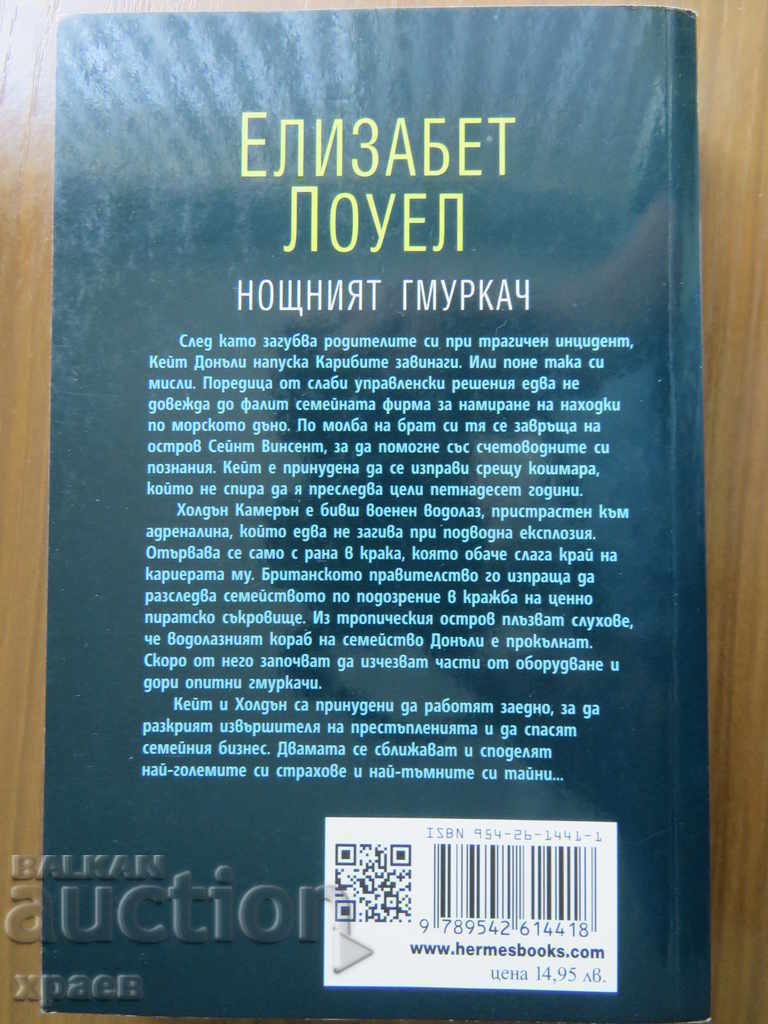 ЕЛИЗАБЕТ
ЛОУЕЛ
НОЩНИЯТ ГМУРКАЧ
След като загубва родителите си при трагичен инцидент,
Кейт Донъли напуска Карибите завинаги. Или поне така си
мисли. Поредица от слаби управленски решения едва не
довежда до фалит семейната фирма за намиране на находки
по морското дъно. По молба на брат си тя се завръща на
остров Сейнт Винсент, за да помогне със счетоводните си
познания. Кейт е принудена да се изправи срещу кошмара,
който не спира да я преследва цели петнадесет години.
Холдън Камерън е бивш военен водолаз, пристрастен към
адреналина, който едва не загива при подводна експлозия.
Отървава се само с рана в крака, която обаче слага край на
кариерата му. Британското правителство го изпраща да
разследва семейството по подозрение в кражба на ценно
пиратско съкровище. Из тропическия остров плъзват слухове,
че водолазният кораб на семейство Донъли е прокълнат.
Скоро от него започват да изчезват части от оборудване и
дори опитни гмуркачи.
Кейт и Холдън са принудени да работят заедно, за да
разкрият извършителя на престъпленията и да спасят
семейния бизнес. Двамата се сближават и споделят
най-големите си страхове и най-тъмните си тайни...
ISBN 954-26-1441-1
9 789542 614418
www.hermesbooks.com
цена 14,95 лв.
BALKAN
auction
храев